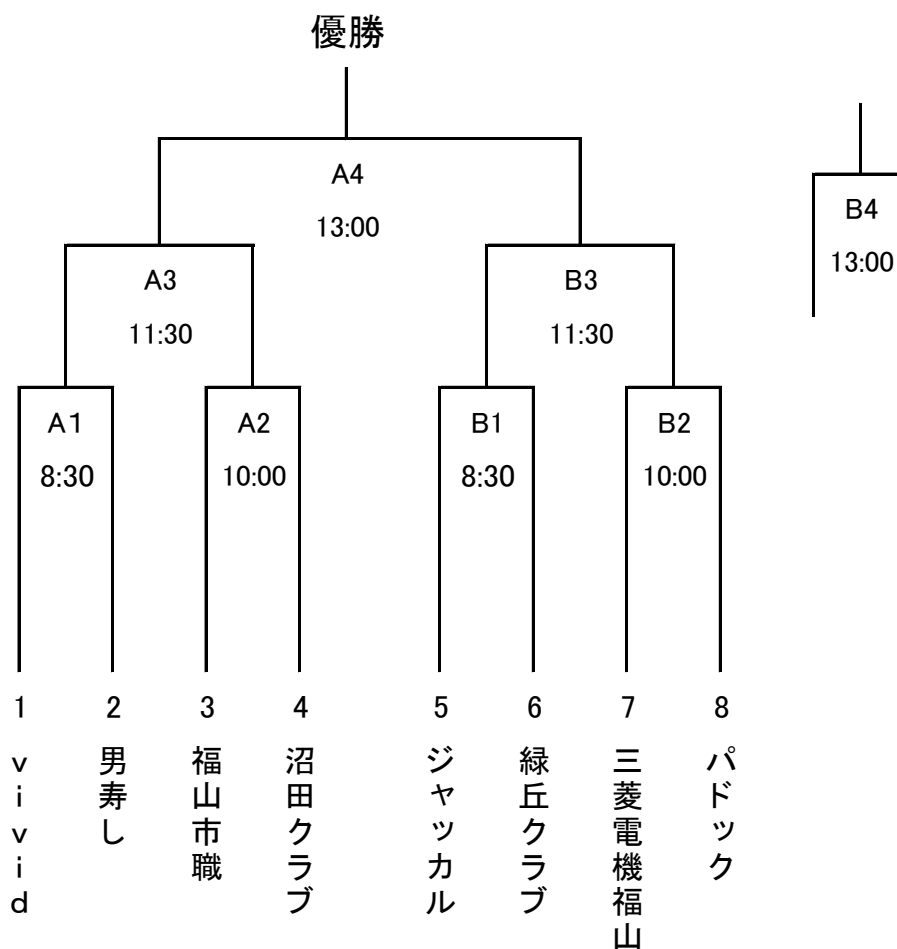 優勝
A4
13:00
B4
13:00
A3
11:30
B3
11:30
A1
8:30
A2
10:00
B1
8:30
B2
10:00
1
2
3
4
5
6
7
8
vivid
男寿し
福山市職
沼田クラブ
ジャッカル
緑丘クラブ
三菱電機福山
パドック